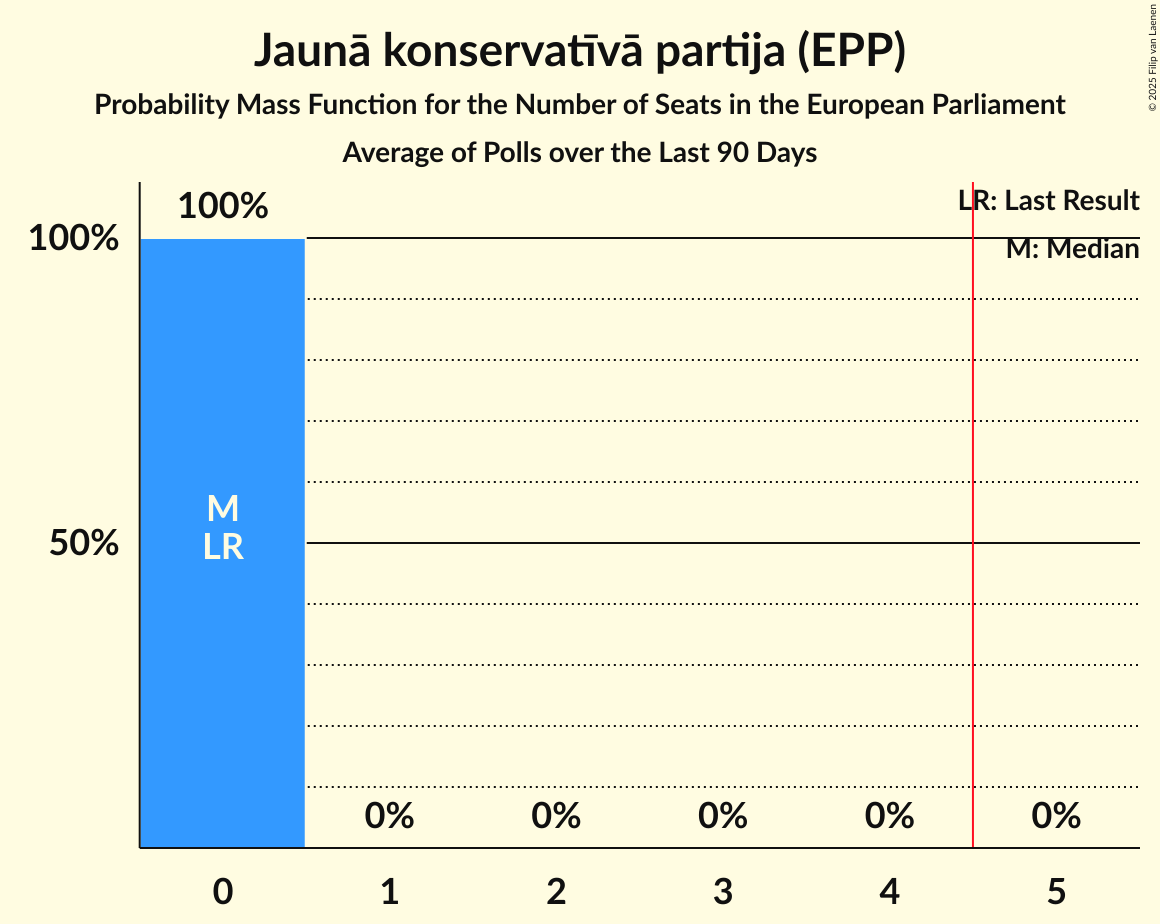 Jaunā konservatīvā partija (EPP)
Probability Mass Function for the Number of Seats in the European Parliament
Average of Polls over the Last 90 Days
© 2025 Filip van Laenen
LR: Last Result
M: Median
100%
100%
50%
M
LR
0% 0% 0% 0% 0%
0 1 2 3 4 5